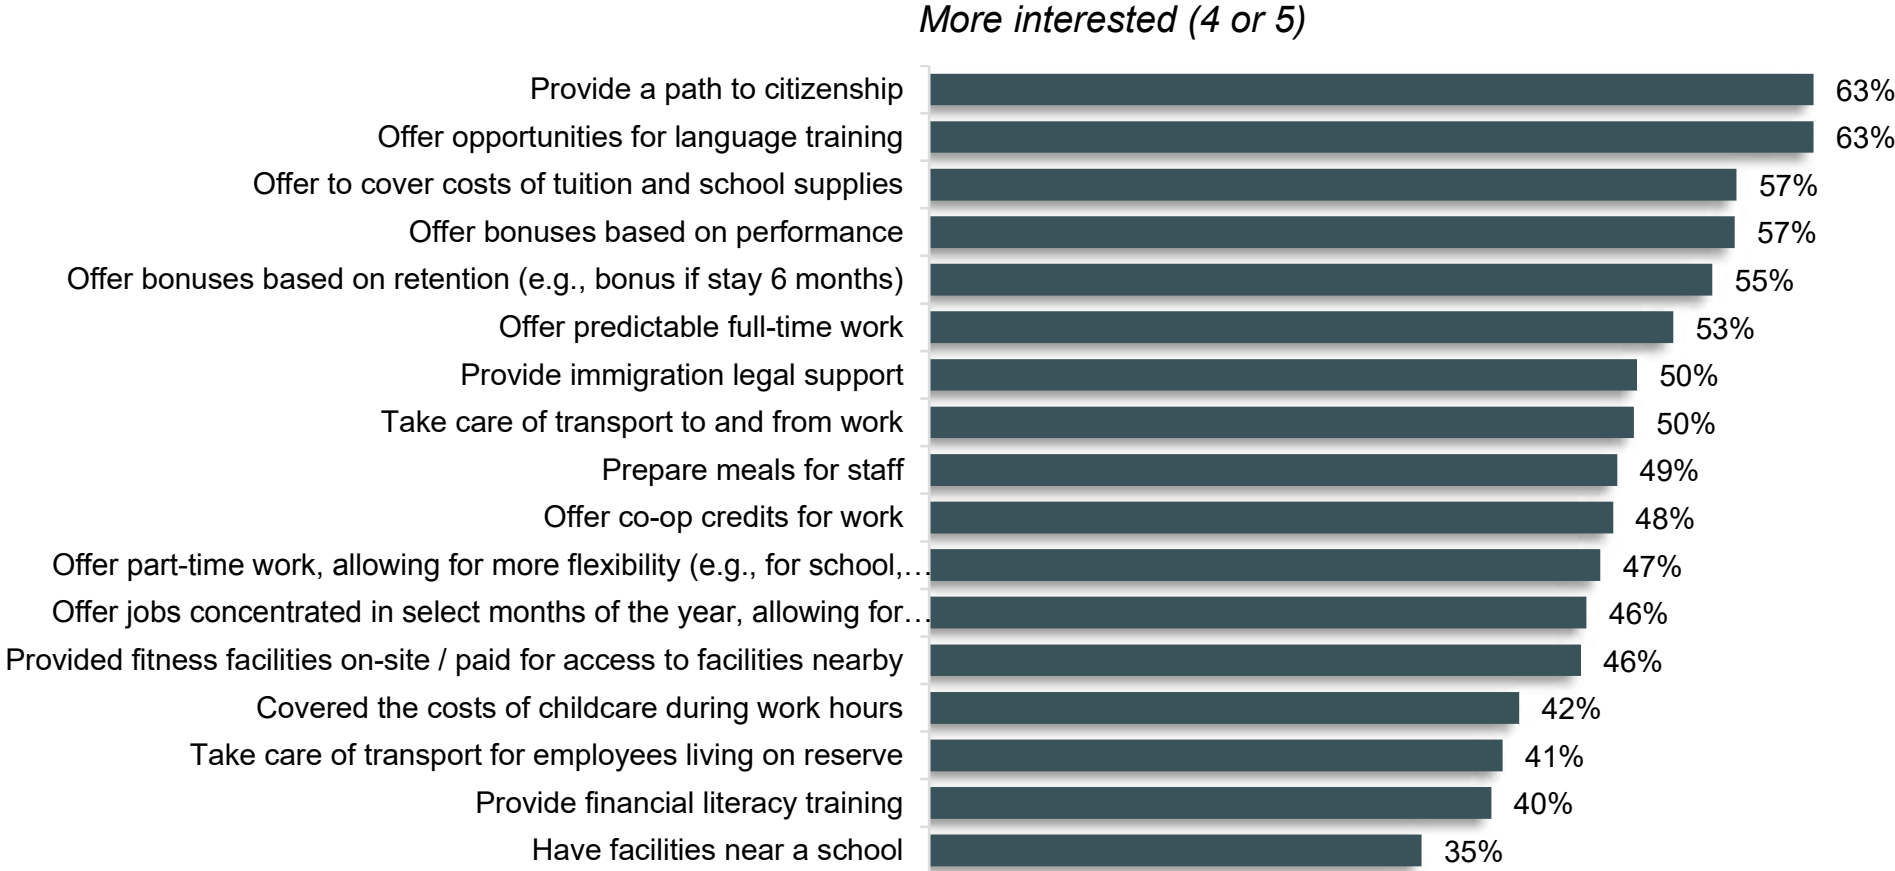 More interested (4 or 5)
Provide a path to citizenship 63%
Offer opportunities for language training 63%
Offer to cover costs of tuition and school supplies 57%
Offer bonuses based on performance 57%
Offer bonuses based on retention (e.g., bonus if stay 6 months) 55%
Offer predictable full-time work 53%
Provide immigration legal support 50%
Take care of transport to and from work 50%
Prepare meals for staff 49%
Offer co-op credits for work 48%
Offer part-time work, allowing for more flexibility (e.g., for school,… 47%
Offer jobs concentrated in select months of the year, allowing for… 46%
Provided fitness facilities on-site / paid for access to facilities nearby 46%
Covered the costs of childcare during work hours 42%
Take care of transport for employees living on reserve 41%
Provide financial literacy training 40%
Have facilities near a school 35%